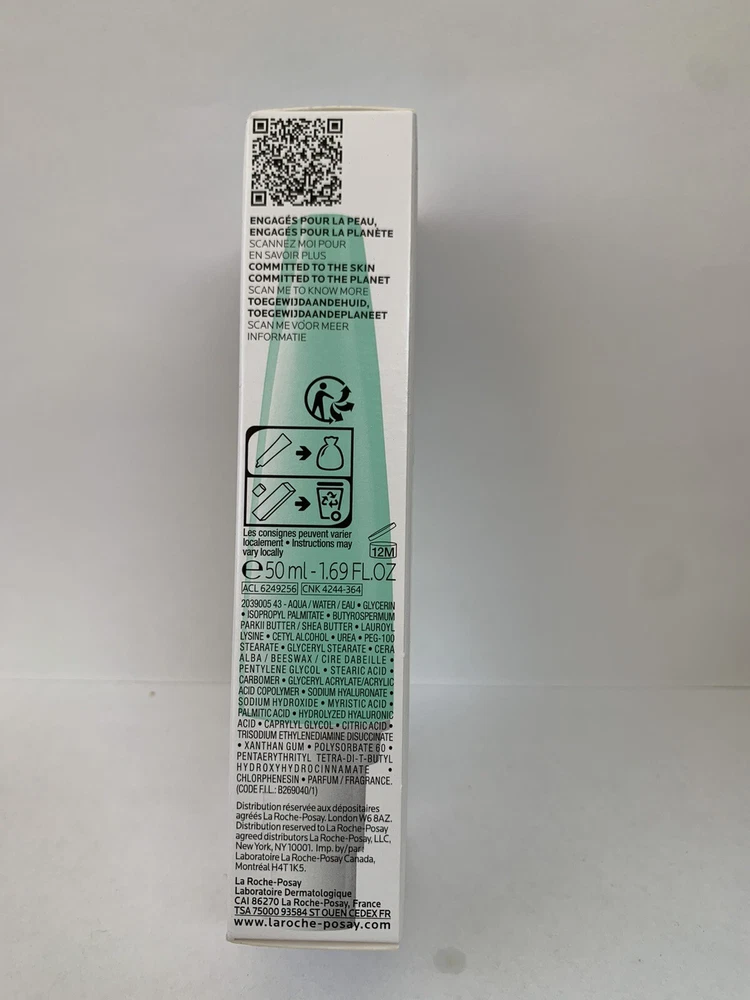 ENGAGÉS POUR LA PEAU,
ENGAGÉS POUR LA PLANÈTE
SCANNEZ MOI POUR
EN SAVOIR PLUS
COMMITTED TO THE SKIN
COMMITTED TO THE PLANET
SCAN ME TO KNOW MORE
TOEGEWIJDAANDEHUID,
TOEGEWIJDAANDEPLANEET
SCAN ME VOOR MEER
INFORMATIE
Les consignes peuvent varier
localement • Instructions may
vary locally
12M
℮ 50 ml - 1.69 FL.OZ
ACL 6249256 CNK 4244-364
2039005 43 - AQUA / WATER / EAU • GLYCERIN
• ISOPROPYL PALMITATE • BUTYROSPERMUM
PARKII BUTTER / SHEA BUTTER • LAUROYL
LYSINE • CETYL ALCOHOL • UREA • PEG-100
STEARATE • GLYCERYL STEARATE • CERA
ALBA / BEESWAX / CIRE DABEILLE •
PENTYLENE GLYCOL • STEARIC ACID •
CARBOMER • GLYCERYL ACRYLATE/ACRYLIC
ACID COPOLYMER • SODIUM HYALURONATE •
SODIUM HYDROXIDE • MYRISTIC ACID •
PALMITIC ACID • HYDROLYZED HYALURONIC
ACID • CAPRYLYL GLYCOL • CITRIC ACID •
TRISODIUM ETHYLENEDIAMINE DISUCCINATE
• XANTHAN GUM • POLYSORBATE 60 •
PENTAERYTHRITYL TETRA-DI-T-BUTYL
HYDROXYHYDROCINNAMATE •
CHLORPHENESIN • PARFUM / FRAGRANCE.
(CODE F.I.L.: B269040/1)
Distribution réservée aux dépositaires
agréés La Roche-Posay. London W6 8AZ.
Distribution reserved to La Roche-Posay
agreed distributors La Roche-Posay, LLC,
New York, NY 10001. Imp. by/par:
Laboratoire La Roche-Posay Canada,
Montréal H4T 1K5.
La Roche-Posay
Laboratoire Dermatologique
CAI 86270 La Roche-Posay, France
TSA 75000 93584 ST OUEN CEDEX FR
www.laroche-posay.com